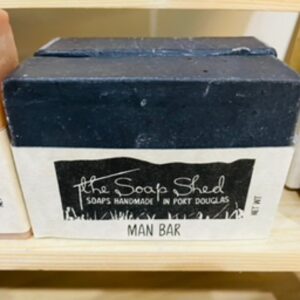 the Soap Shed
SOAPS HANDMADE IN PORT DOUGLAS
MAN BAR
NET WT